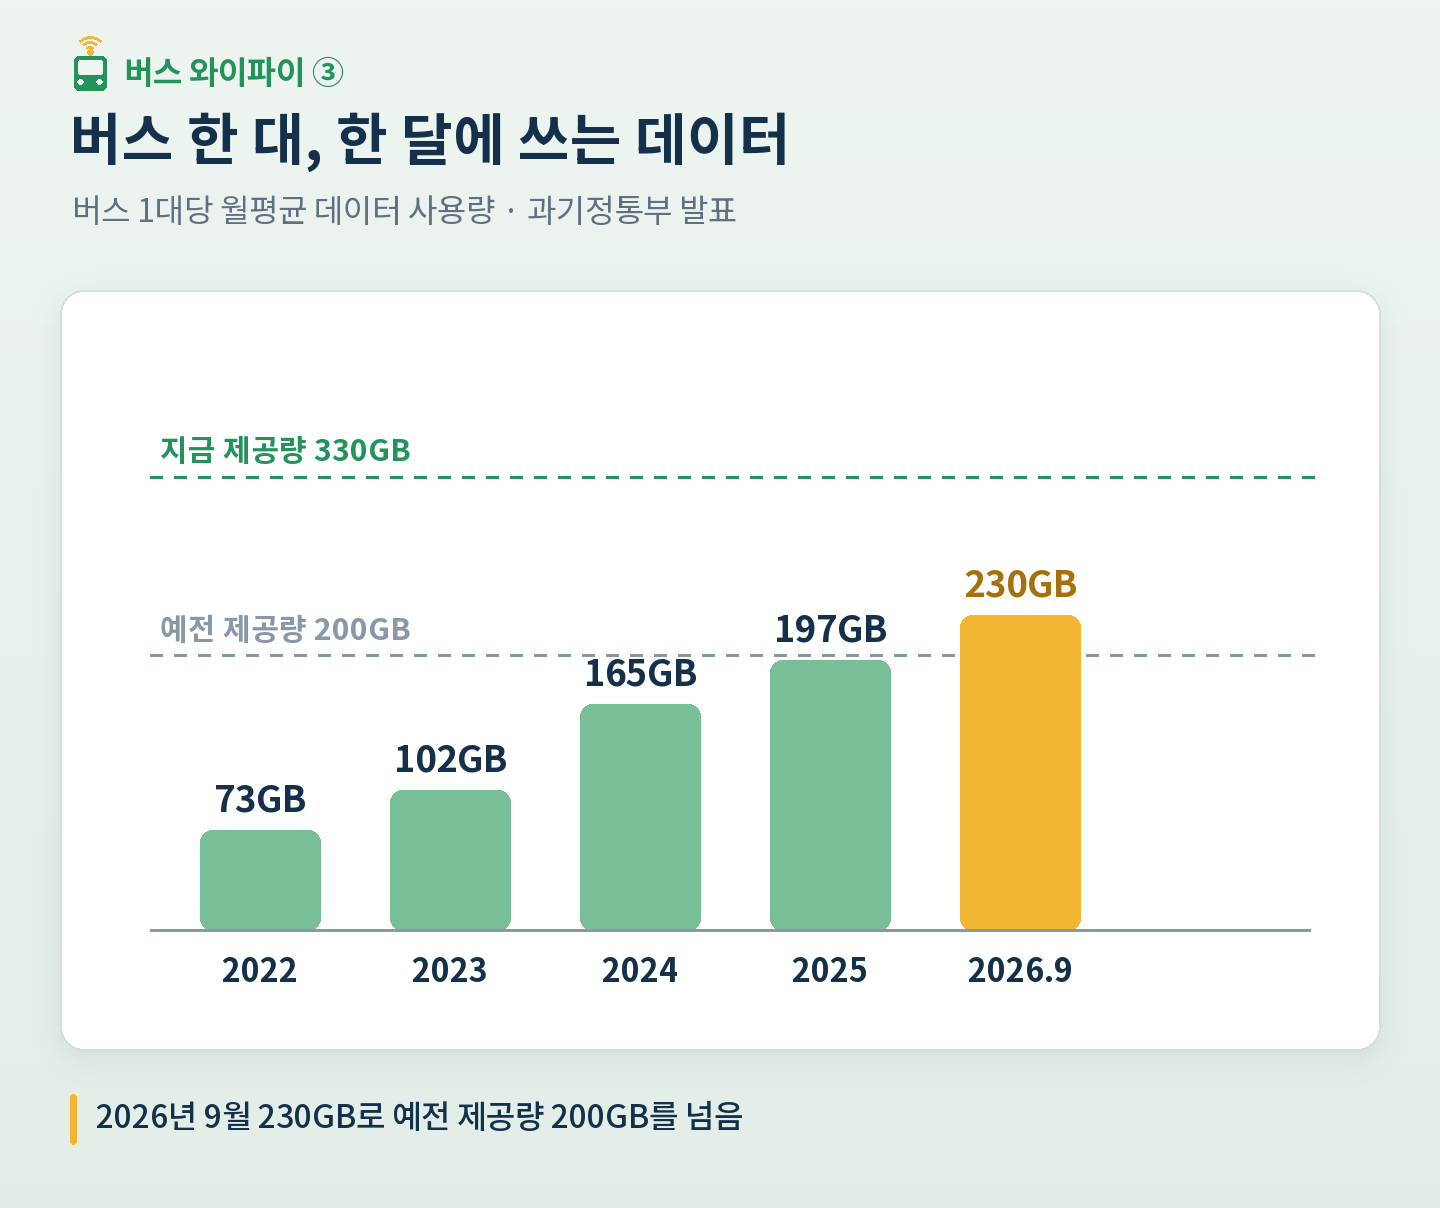 버스 와이파이 ③
버스 한 대, 한 달에 쓰는 데이터
버스 1대당 월평균 데이터 사용량 · 과기정통부 발표
지금 제공량 330GB
230GB
예전 제공량 200GB
197GB
165GB
102GB
73GB
2022 2023 2024 2025 2026.9
2026년 9월 230GB로 예전 제공량 200GB를 넘음